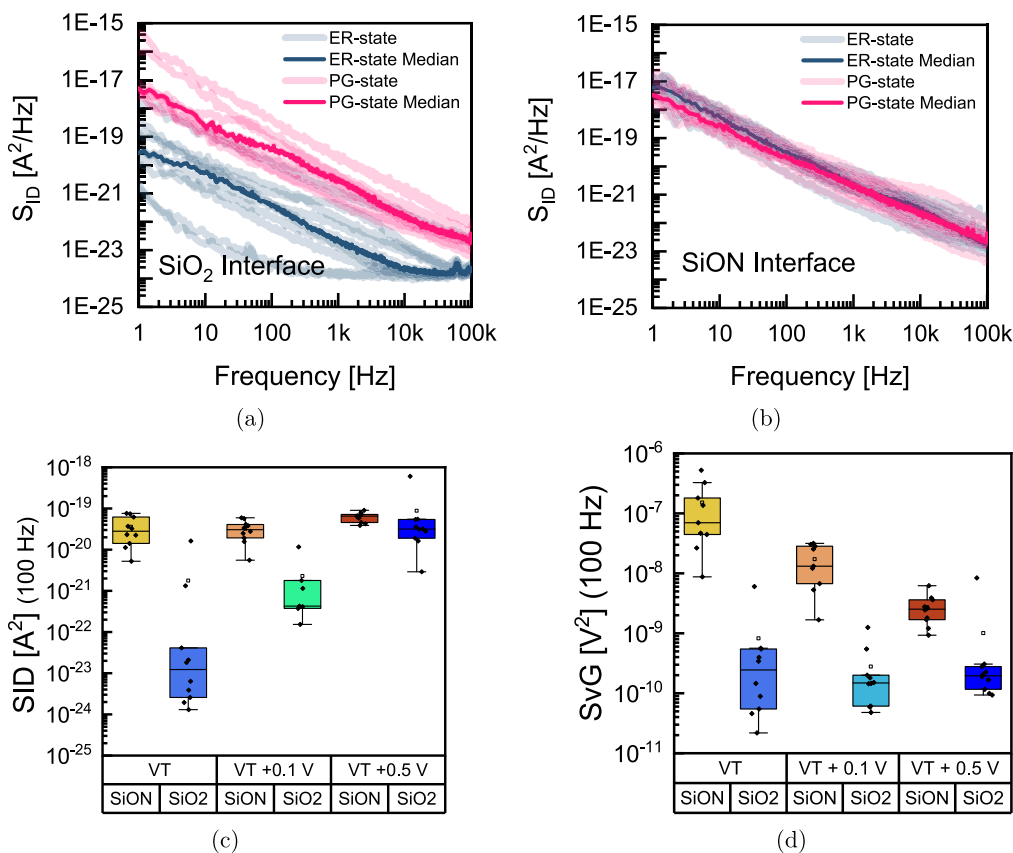 1E-15
1E-17
1E-19
1E-21
1E-23
1E-25
S_ID [A^2/Hz]
ER-state
ER-state Median
PG-state
PG-state Median
SiO_2 Interface
1 10 100 1k 10k 100k
Frequency [Hz]
(a)
1E-15
1E-17
1E-19
1E-21
1E-23
1E-25
S_ID [A^2/Hz]
ER-state
ER-state Median
PG-state
PG-state Median
SiON Interface
1 10 100 1k 10k 100k
Frequency [Hz]
(b)
10^-18
10^-19
10^-20
10^-21
10^-22
10^-23
10^-24
10^-25
SID [A^2] (100 Hz)
VT VT +0.1 V VT +0.5 V
SiON SiO2 SiON SiO2 SiON SiO2
(c)
10^-6
10^-7
10^-8
10^-9
10^-10
10^-11
SvG [V^2] (100 Hz)
VT VT + 0.1 V VT + 0.5 V
SiON SiO2 SiON SiO2 SiON SiO2
(d)